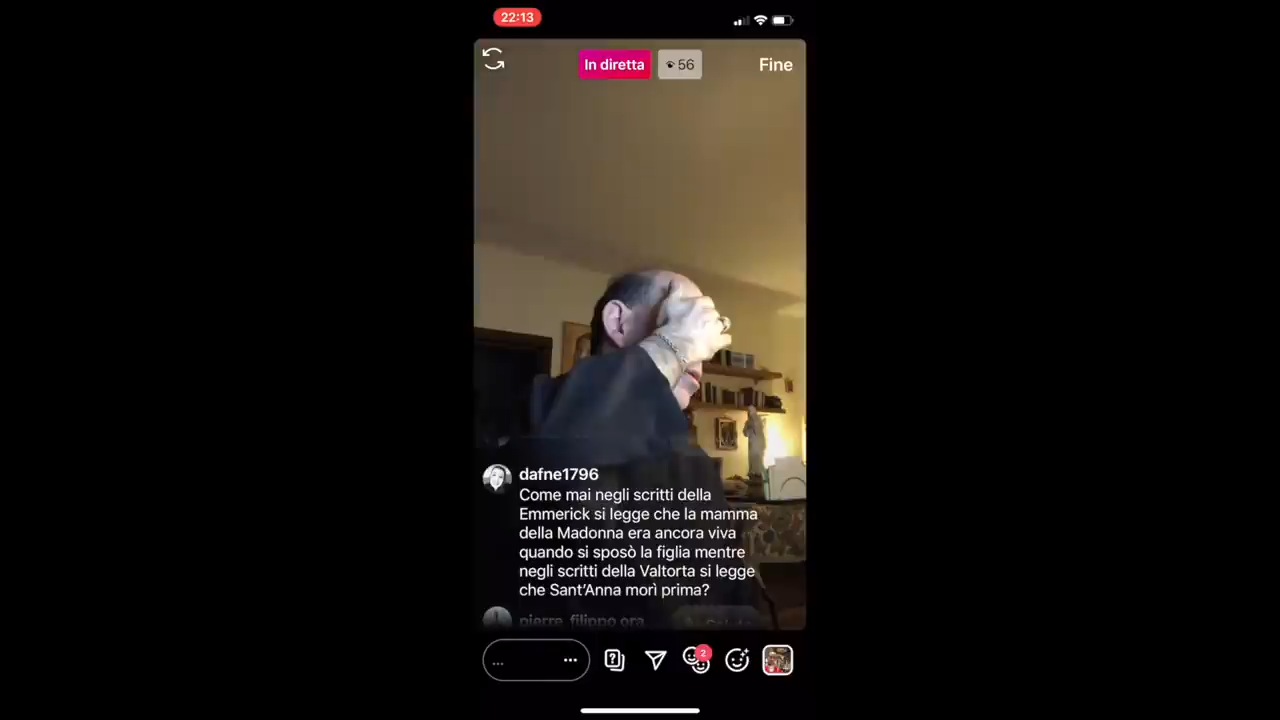 22:13
In diretta
56
Fine
dafne1796
Come mai negli scritti della
Emmerick si legge che la mamma
della Madonna era ancora viva
quando si sposò la figlia mentre
negli scritti della Valtorta si legge
che Sant'Anna morì prima?
pierre_filippo ora
...
2